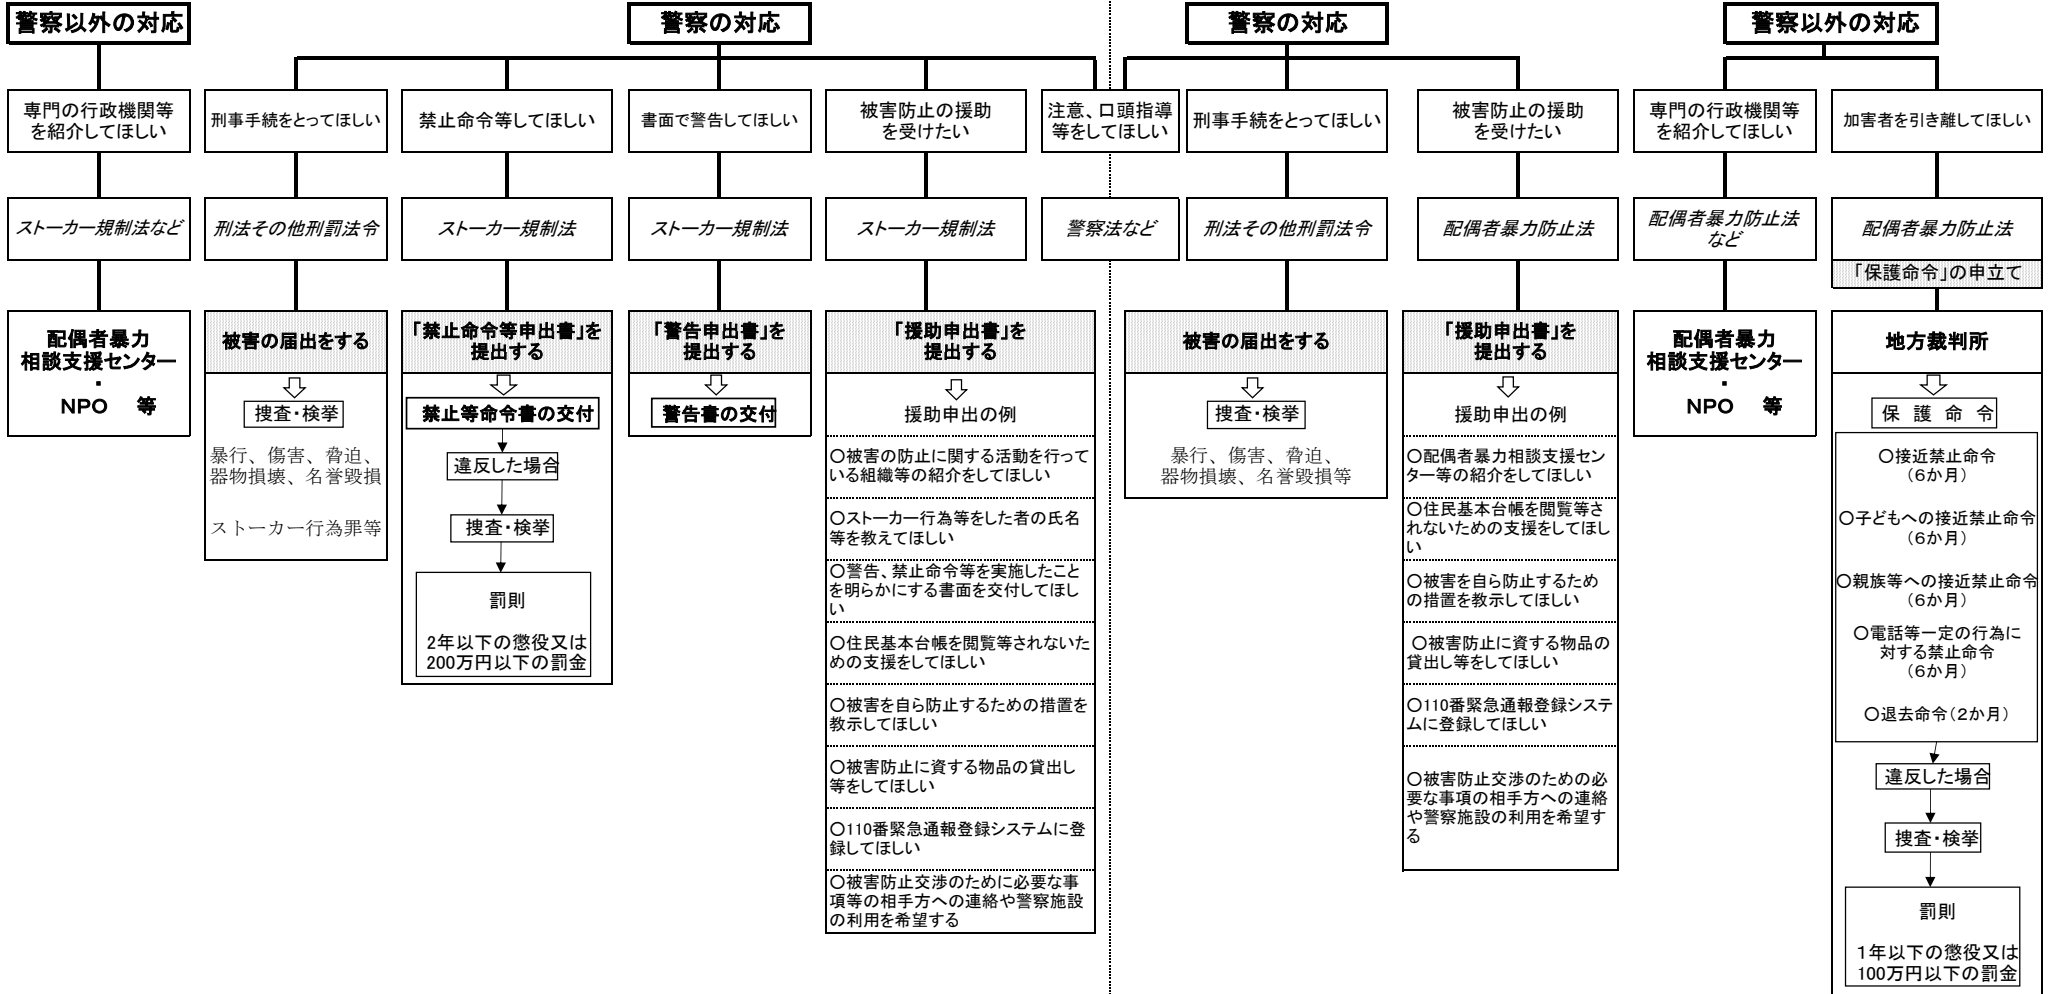 警察以外の対応
警察の対応
警察の対応
警察以外の対応
専門の行政機関等
を紹介してほしい
刑事手続をとってほしい
禁止命令等してほしい
書面で警告してほしい
被害防止の援助
を受けたい
注意、口頭指導
等をしてほしい
刑事手続をとってほしい
被害防止の援助
を受けたい
専門の行政機関等
を紹介してほしい
加害者を引き離してほしい
ストーカー規制法など
刑法その他刑罰法令
ストーカー規制法
ストーカー規制法
ストーカー規制法
警察法など
刑法その他刑罰法令
配偶者暴力防止法
配偶者暴力防止法
など
配偶者暴力防止法
「保護命令」の申立て
配偶者暴力
相談支援センター
・
NPO 等
被害の届出をする
捜査・検挙
暴行、傷害、脅迫、
器物損壊、名誉毀損
ストーカー行為罪等
「禁止命令等申出書」を
提出する
禁止等命令書の交付
違反した場合
捜査・検挙
罰則
2年以下の懲役又は
200万円以下の罰金
「警告申出書」を
提出する
警告書の交付
「援助申出書」を
提出する
援助申出の例
○被害の防止に関する活動を行って
いる組織等の紹介をしてほしい
○ストーカー行為等をした者の氏名
等を教えてほしい
○警告、禁止命令等を実施したこと
を明らかにする書面を交付してほし
い
○住民基本台帳を閲覧等されないた
めの支援をしてほしい
○被害を自ら防止するための措置を
教示してほしい
○被害防止に資する物品の貸出し
等をしてほしい
○110番緊急通報登録システムに登
録してほしい
○被害防止交渉のために必要な事
項等の相手方への連絡や警察施設
の利用を希望する
被害の届出をする
捜査・検挙
暴行、傷害、脅迫、
器物損壊、名誉毀損等
「援助申出書」を
提出する
援助申出の例
○配偶者暴力相談支援セン
ター等の紹介をしてほしい
○住民基本台帳を閲覧等さ
れないための支援をしてほし
い
○被害を自ら防止するため
の措置を教示してほしい
○被害防止に資する物品の
貸出し等をしてほしい
○110番緊急通報登録システ
ムに登録してほしい
○被害防止交渉のための必
要な事項の相手方への連絡
や警察施設の利用を希望す
る
配偶者暴力
相談支援センター
・
NPO 等
地方裁判所
保 護 命 令
○接近禁止命令
(6か月)
○子どもへの接近禁止命令
(6か月)
○親族等への接近禁止命令
(6か月)
○電話等一定の行為に
対する禁止命令
(6か月)
○退去命令(2か月)
違反した場合
捜査・検挙
罰則
1年以下の懲役又は
100万円以下の罰金